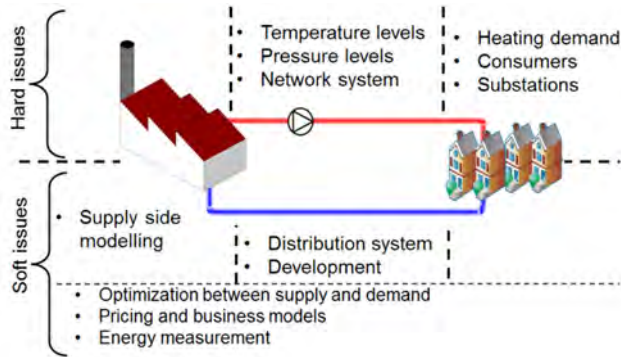 Hard issues
• Temperature levels
• Pressure levels
• Network system
• Heating demand
• Consumers
• Substations
Soft issues
• Supply side
modelling
• Distribution system
• Development
• Optimization between supply and demand
• Pricing and business models
• Energy measurement